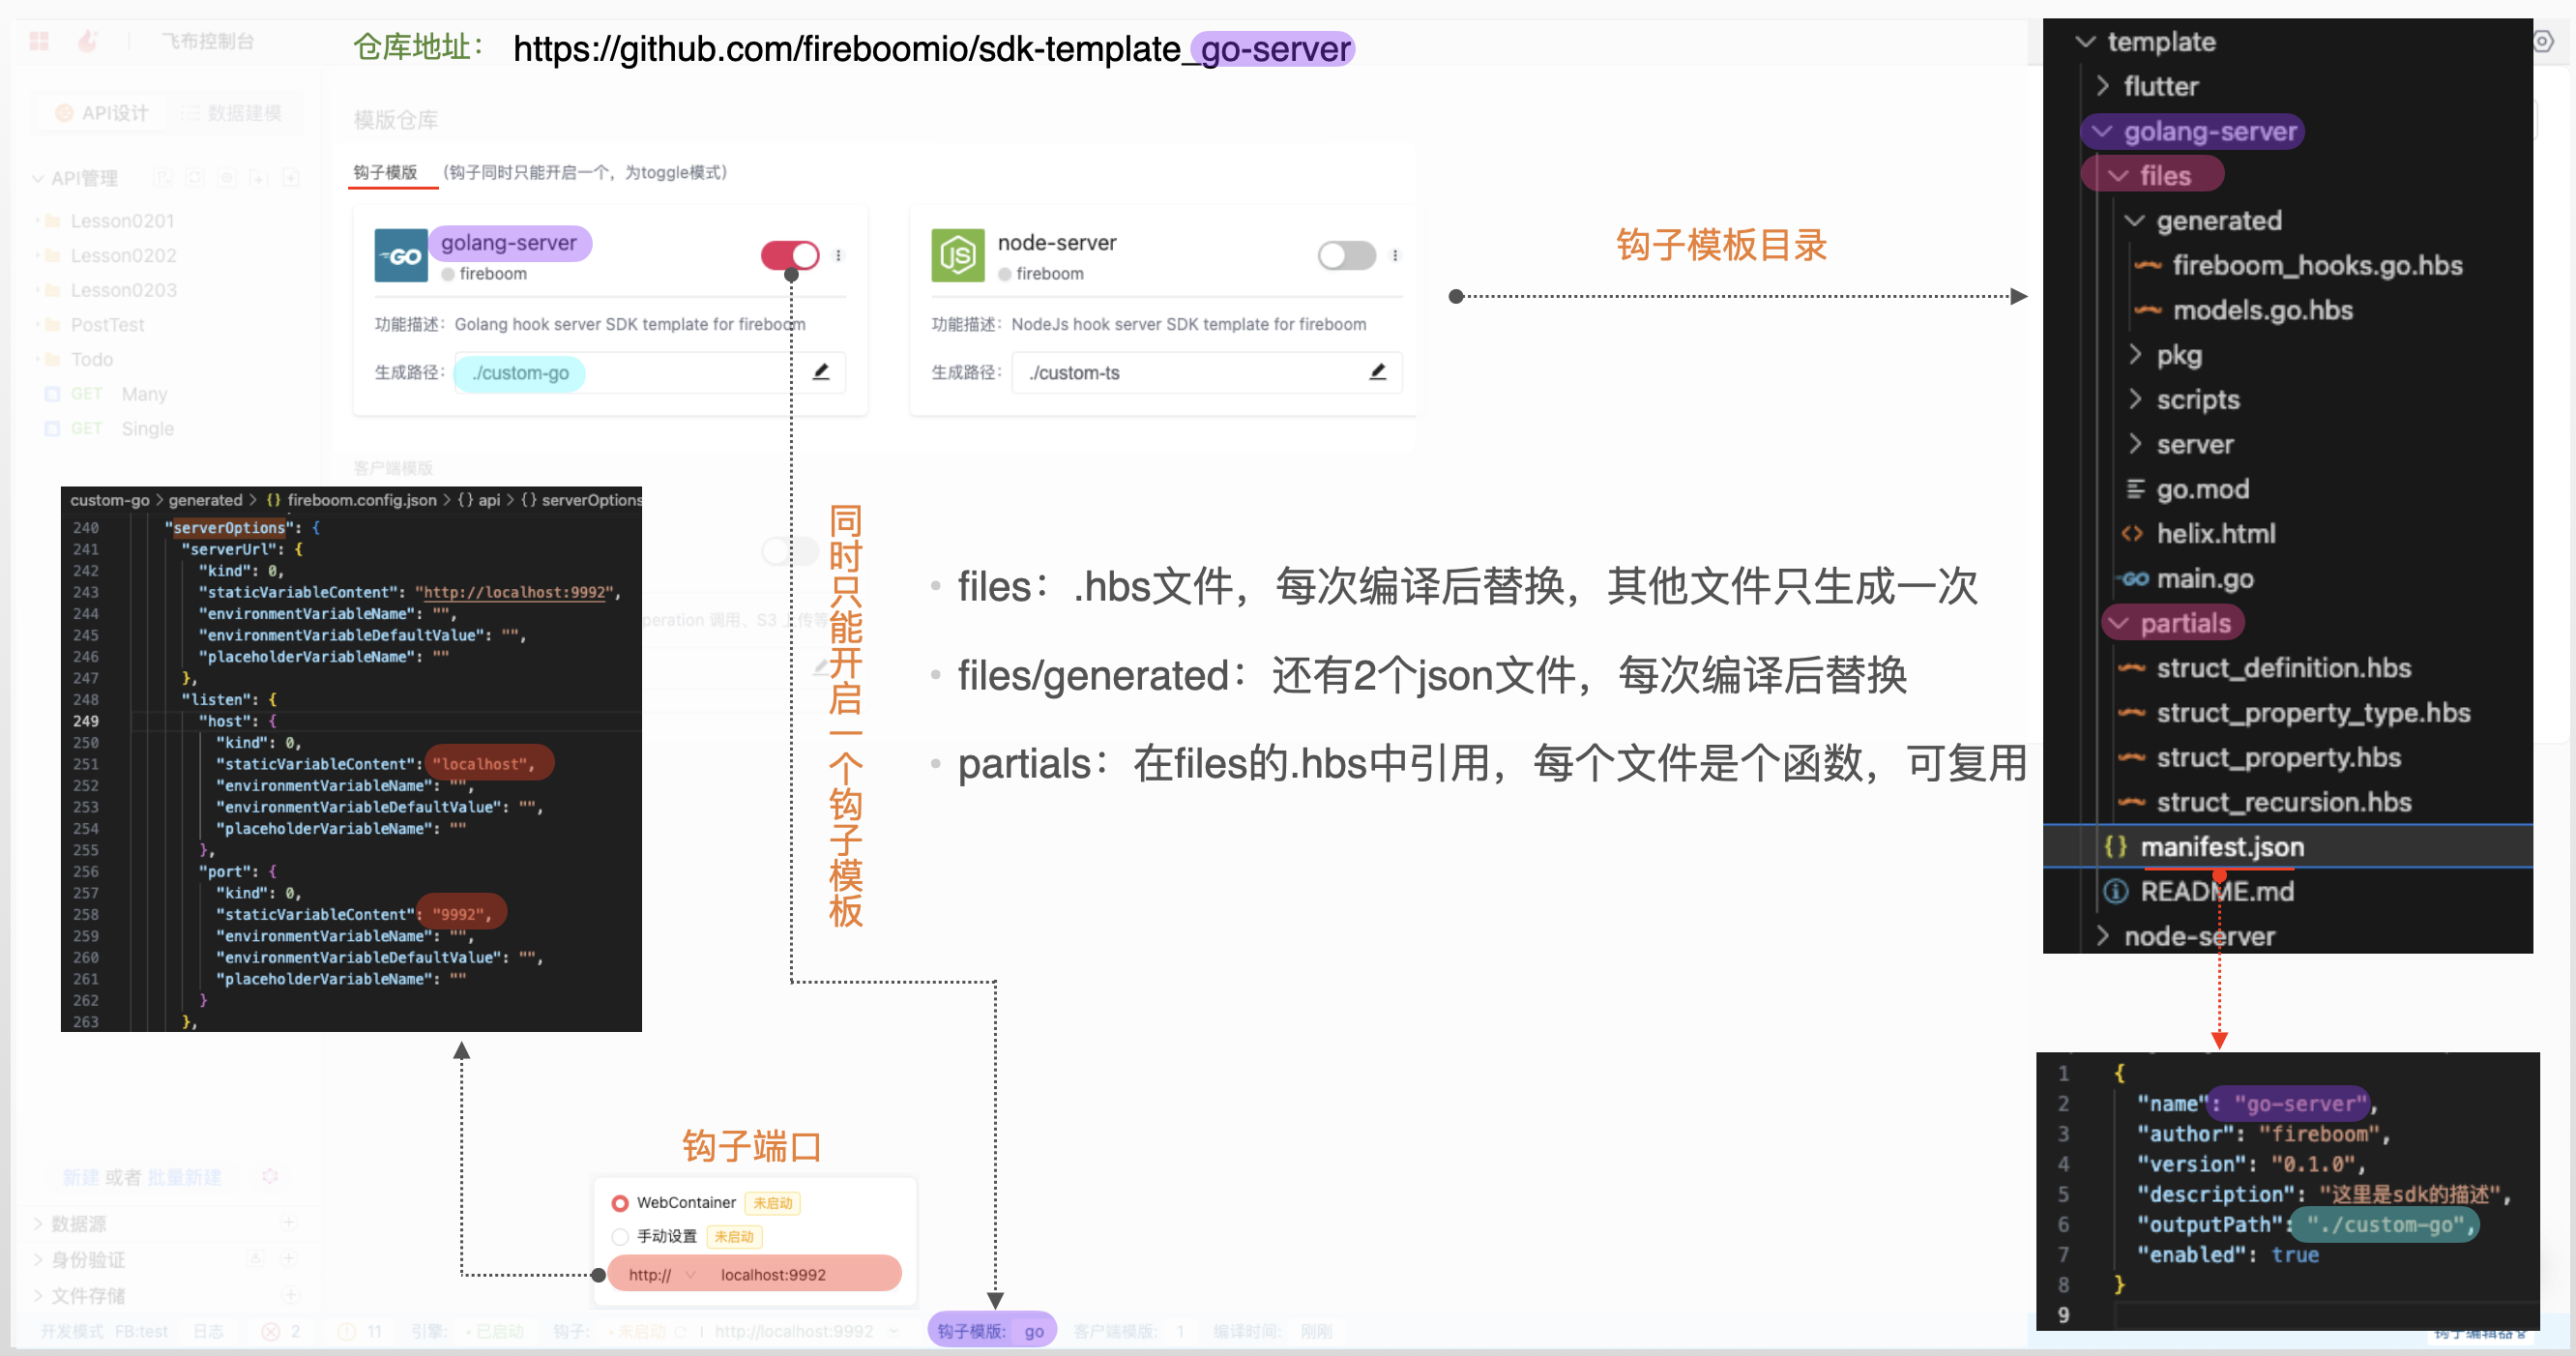 飞布控制台
仓库地址： https://github.com/fireboomio/sdk-template_go-server
API设计
数据建模
API管理
Lesson0201
Lesson0202
Lesson0203
PostTest
Todo
GET Many
GET Single
模版仓库
钩子模版 (钩子同时只能开启一个，为toggle模式)
golang-server
fireboom
功能描述： Golang hook server SDK template for fireboom
生成路径： ./custom-go
node-server
fireboom
功能描述： NodeJs hook server SDK template for fireboom
生成路径： ./custom-ts
客户端模版
peration 调用、S3 上传等
钩子模板目录
同时只能开启一个钩子模板
• files：.hbs文件，每次编译后替换，其他文件只生成一次
• files/generated：还有2个json文件，每次编译后替换
• partials：在files的.hbs中引用，每个文件是个函数，可复用
template
flutter
golang-server
files
generated
fireboom_hooks.go.hbs
models.go.hbs
pkg
scripts
server
go.mod
helix.html
main.go
partials
struct_definition.hbs
struct_property_type.hbs
struct_property.hbs
struct_recursion.hbs
manifest.json
README.md
node-server
custom-go > generated > {} fireboom.config.json > {} api > {} serverOptions
240 "serverOptions": {
241 "serverUrl": {
242 "kind": 0,
243 "staticVariableContent": "http://localhost:9992",
244 "environmentVariableName": "",
245 "environmentVariableDefaultValue": "",
246 "placeholderVariableName": ""
247 },
248 "listen": {
249 "host": {
250 "kind": 0,
251 "staticVariableContent": "localhost",
252 "environmentVariableName": "",
253 "environmentVariableDefaultValue": "",
254 "placeholderVariableName": ""
255 },
256 "port": {
257 "kind": 0,
258 "staticVariableContent": "9992",
259 "environmentVariableName": "",
260 "environmentVariableDefaultValue": "",
261 "placeholderVariableName": ""
262 }
263 },
1 {
2 "name": "go-server",
3 "author": "fireboom",
4 "version": "0.1.0",
5 "description": "这里是sdk的描述",
6 "outputPath": "./custom-go",
7 "enabled": true
8 }
9
钩子端口
WebContainer 未启动
手动设置 未启动
http:// localhost:9992
新建 或者 批量新建
数据源
身份验证
文件存储
开发模式 FB:test 日志 2 11 引擎: 已启动 钩子: 未启动 http://localhost:9992 钩子模版: go 客户端模版: 1 编译时间: 刚刚
钩子编辑器